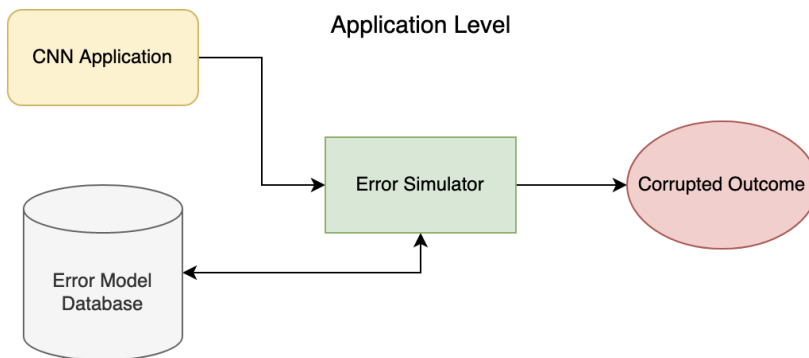 Application Level
CNN Application
Error Simulator
Corrupted Outcome
Error Model
Database